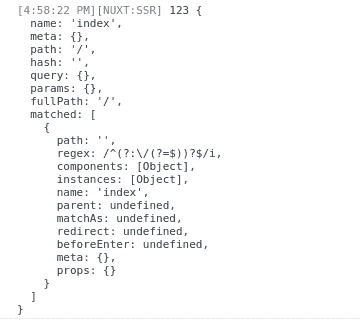 [4:58:22 PM][NUXT:SSR] 123 {
  name: 'index',
  meta: {},
  path: '/',
  hash: '',
  query: {},
  params: {},
  fullPath: '/',
  matched: [
    {
      path: '',
      regex: /^(?:\/(?=$))?$/i,
      components: [Object],
      instances: [Object],
      name: 'index',
      parent: undefined,
      matchAs: undefined,
      redirect: undefined,
      beforeEnter: undefined,
      meta: {},
      props: {}
    }
  ]
}